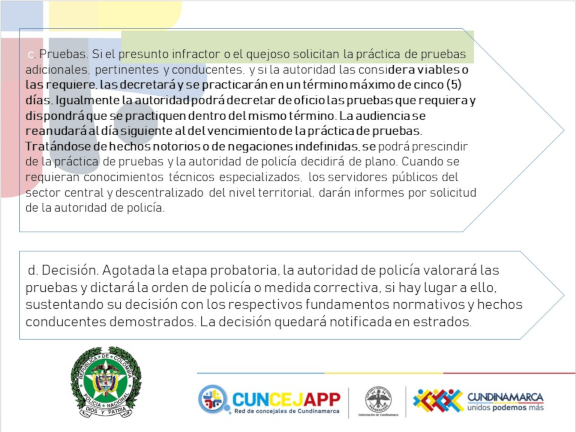 c. Pruebas. Si el presunto infractor o el quejoso solicitan la práctica de pruebas
adicionales, pertinentes y conducentes, y si la autoridad las considera viables o
las requiere, las decretará y se practicarán en un término máximo de cinco (5)
días. Igualmente la autoridad podrá decretar de oficio las pruebas que requiera y
dispondrá que se practiquen dentro del mismo término. La audiencia se
reanudará al día siguiente al del vencimiento de la práctica de pruebas.
Tratándose de hechos notorios o de negaciones indefinidas, se podrá prescindir
de la práctica de pruebas y la autoridad de policía decidirá de plano. Cuando se
requieran conocimientos técnicos especializados, los servidores públicos del
sector central y descentralizado del nivel territorial, darán informes por solicitud
de la autoridad de policía.
d. Decisión. Agotada la etapa probatoria, la autoridad de policía valorará las
pruebas y dictará la orden de policía o medida correctiva, si hay lugar a ello,
sustentando su decisión con los respectivos fundamentos normativos y hechos
conducentes demostrados. La decisión quedará notificada en estrados.
REPUBLICA DE COLOMBIA
POLICIA NACIONAL
DIOS Y PATRIA
CUNCEJAPP
Red de concejales de Cundinamarca
Gobernación de Cundinamarca
CUNDINAMARCA
unidos podemos más